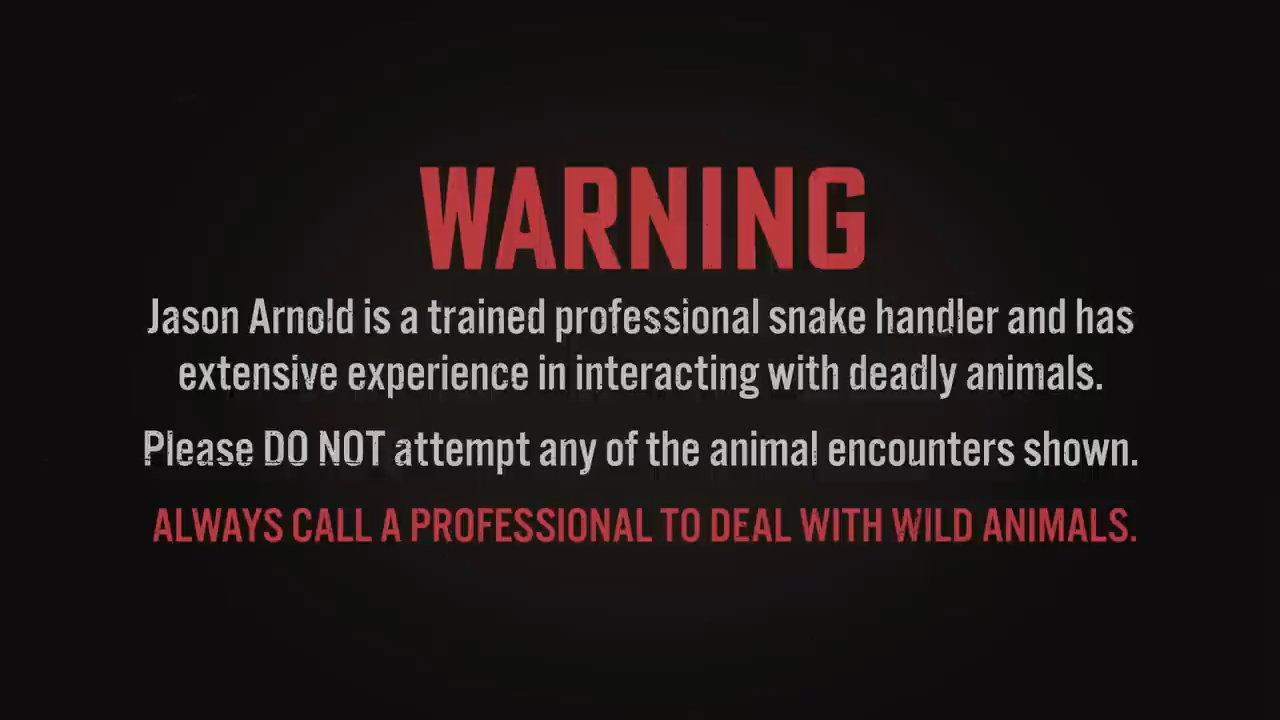 WARNING
Jason Arnold is a trained professional snake handler and has
extensive experience in interacting with deadly animals.
Please DO NOT attempt any of the animal encounters shown.
ALWAYS CALL A PROFESSIONAL TO DEAL WITH WILD ANIMALS.